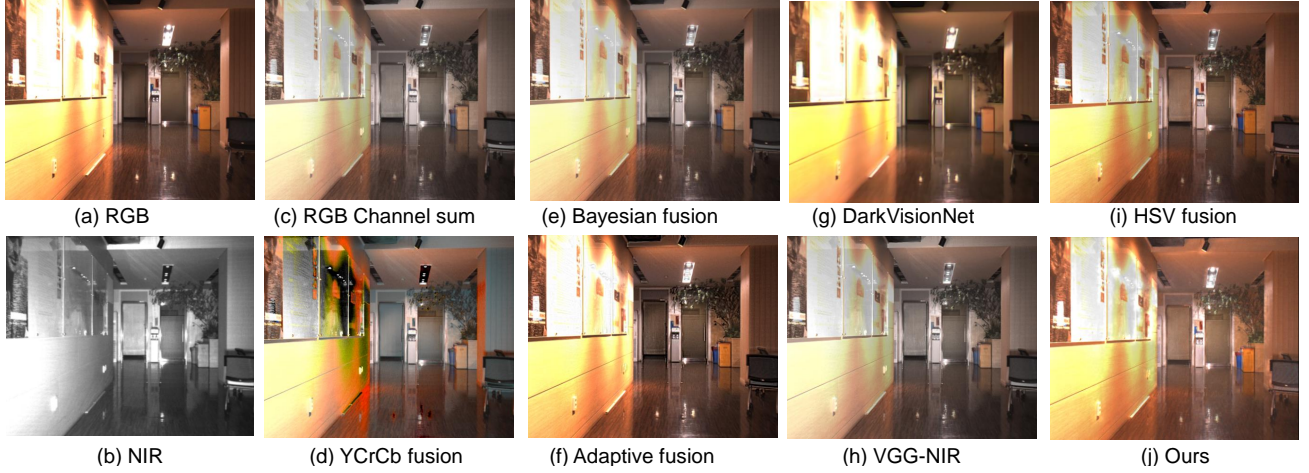 (a) RGB
(c) RGB Channel sum
(e) Bayesian fusion
(g) DarkVisionNet
(i) HSV fusion
(b) NIR
(d) YCrCb fusion
(f) Adaptive fusion
(h) VGG-NIR
(j) Ours